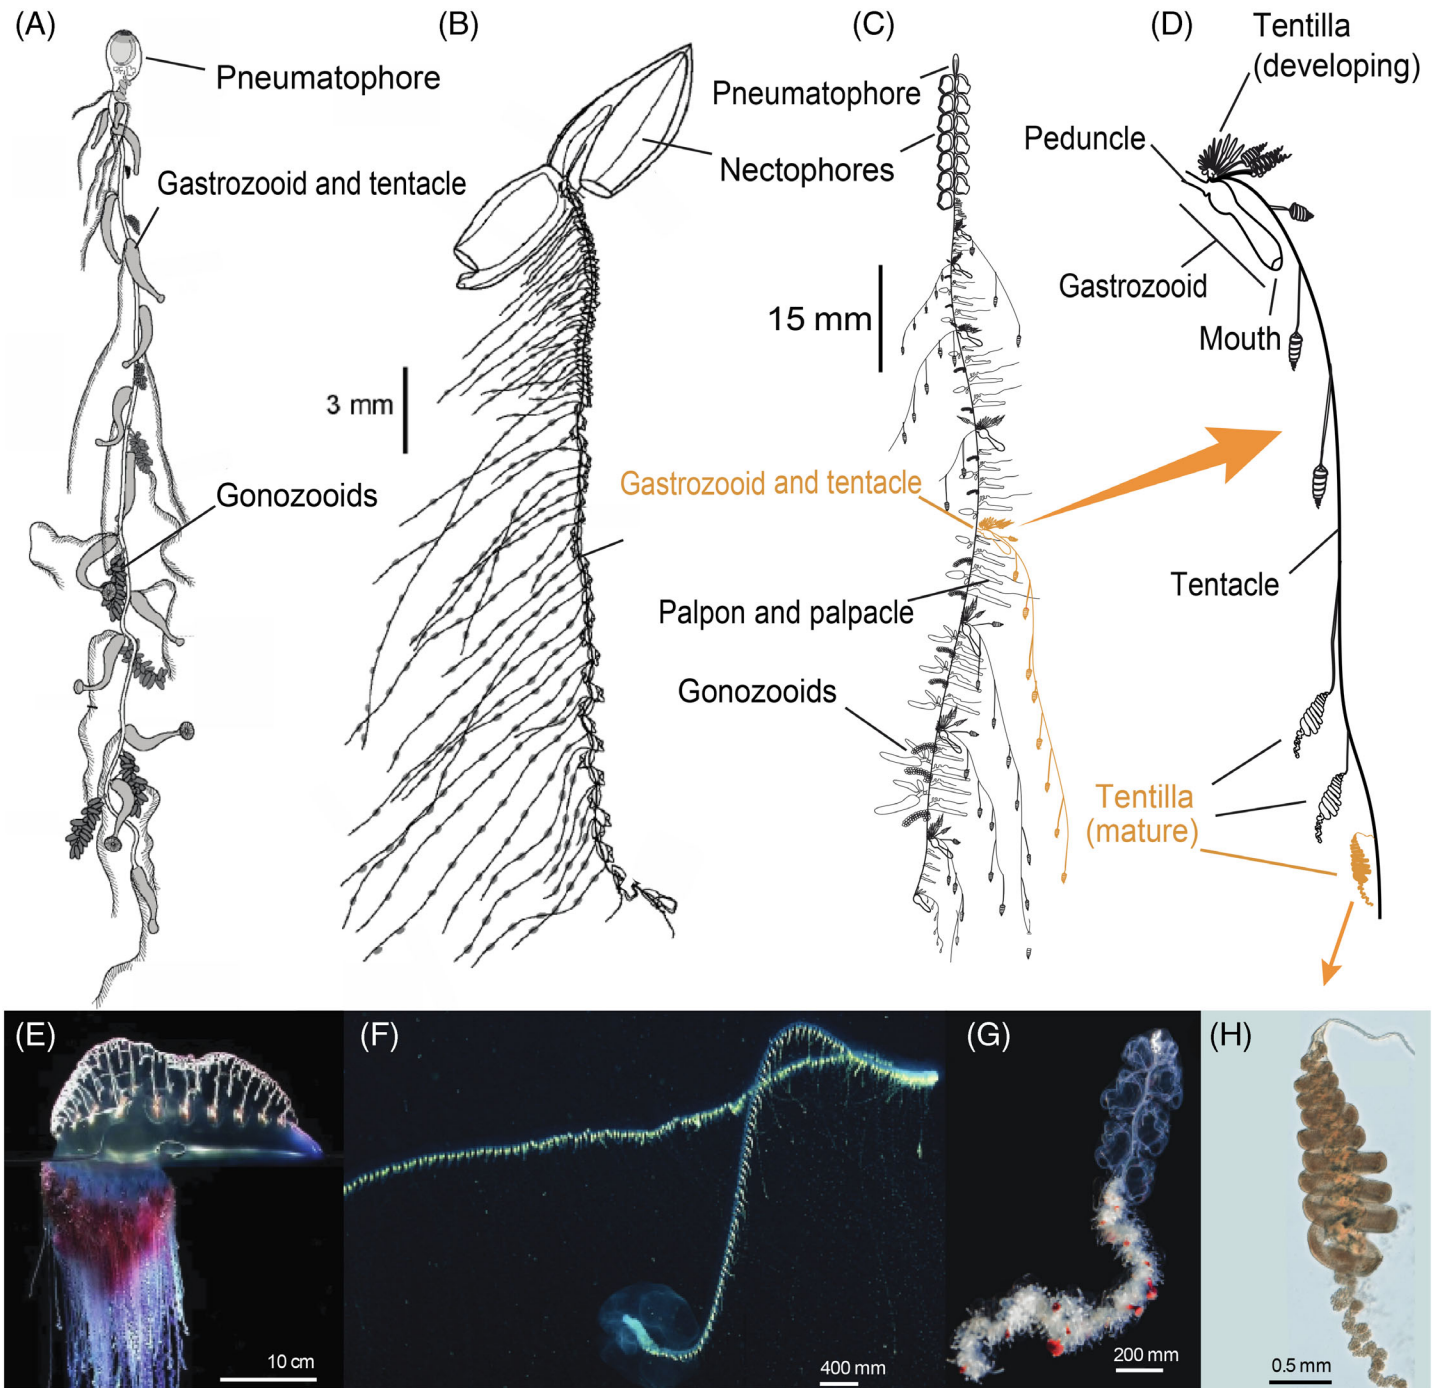 (A)
(B)
(C)
(D)
Tentilla
(developing)
Pneumatophore
Pneumatophore
Peduncle
Nectophores
Gastrozooid and tentacle
Gastrozooid
15 mm
Mouth
3 mm
Gastrozooid and tentacle
Gonozooids
Tentacle
Palpon and palpacle
Gonozooids
Tentilla
(mature)
(E)
(F)
(G)
(H)
10 cm
400 mm
200 mm
0.5 mm